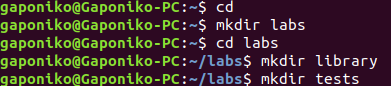 gaponiko@Gaponiko-PC:~$ cd
gaponiko@Gaponiko-PC:~$ mkdir labs
gaponiko@Gaponiko-PC:~$ cd labs
gaponiko@Gaponiko-PC:~/labs$ mkdir library
gaponiko@Gaponiko-PC:~/labs$ mkdir tests